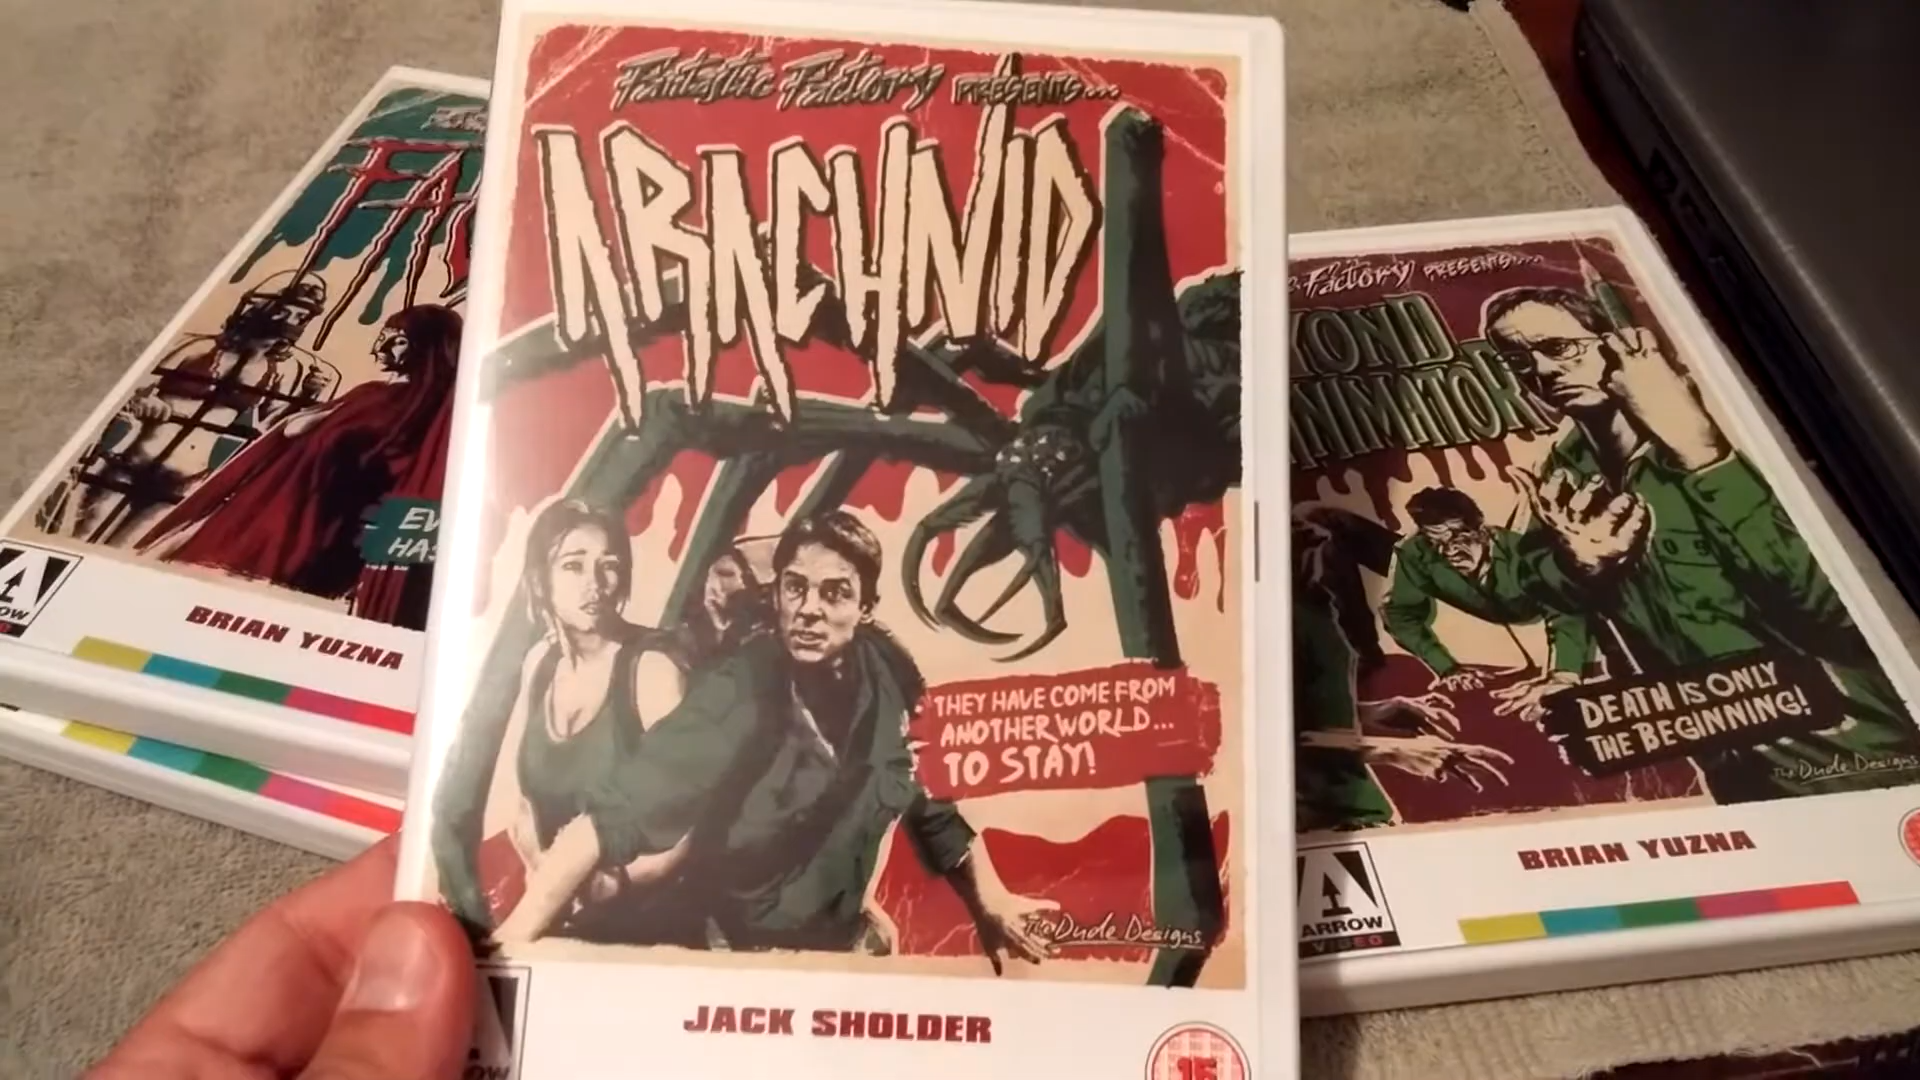 Fantastic Factory PRESENTS...
ARACHNID
THEY HAVE COME FROM
ANOTHER WORLD...
TO STAY!
The Dude Designs
JACK SHOLDER
15
BRIAN YUZNA
Factory PRESENTS...
DEATH IS ONLY
THE BEGINNING!
The Dude Designs
BRIAN YUZNA
ARROW
VIDEO